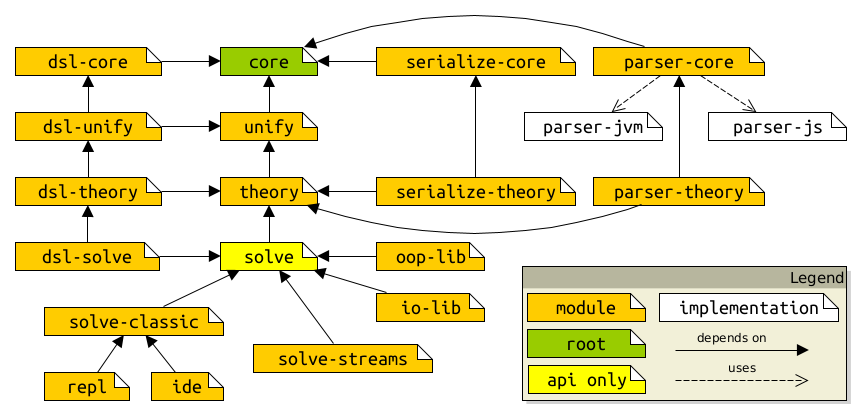 dsl-core
core
serialize-core
parser-core
dsl-unify
unify
parser-jvm
parser-js
dsl-theory
theory
serialize-theory
parser-theory
dsl-solve
solve
oop-lib
io-lib
solve-classic
solve-streams
repl
ide
Legend
module
implementation
root
depends on
api only
uses